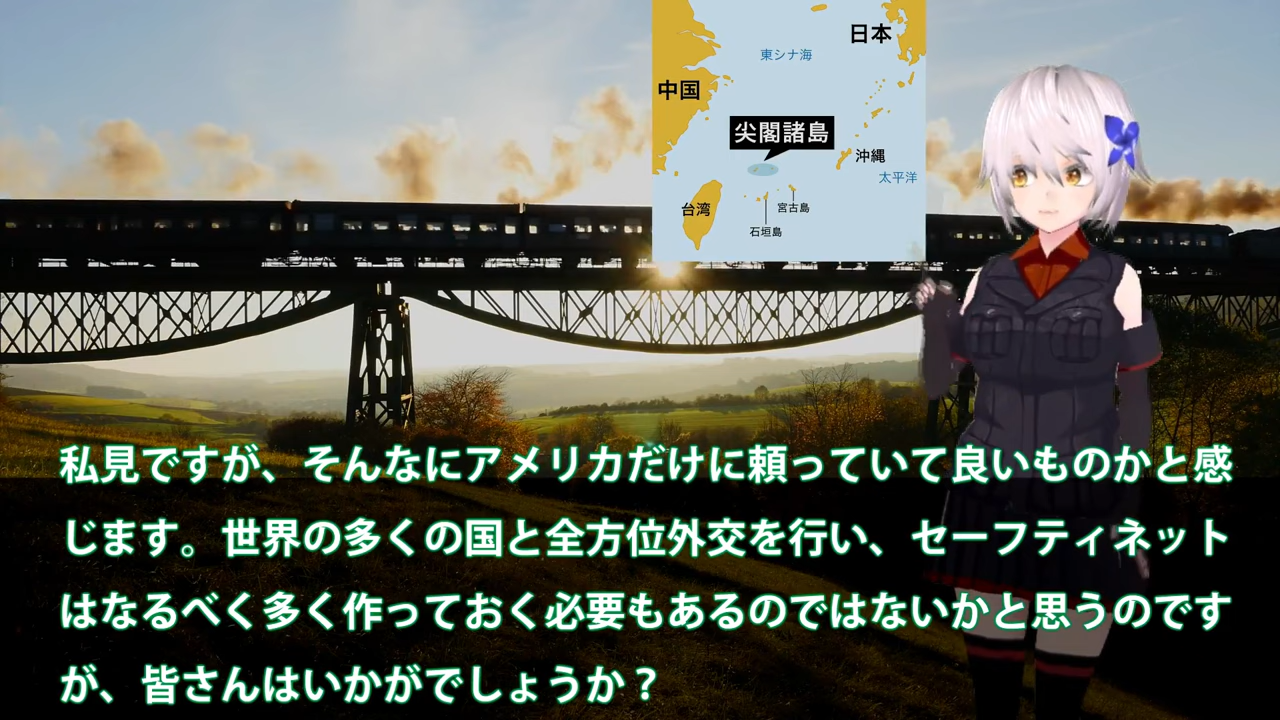 日本
東シナ海
中国
尖閣諸島
沖縄
太平洋
台湾
宮古島
石垣島
私見ですが、そんなにアメリカだけに頼っていて良いものかと感
じます。世界の多くの国と全方位外交を行い、セーフティネット
はなるべく多く作っておく必要もあるのではないかと思うのです
が、皆さんはいかがでしょうか？